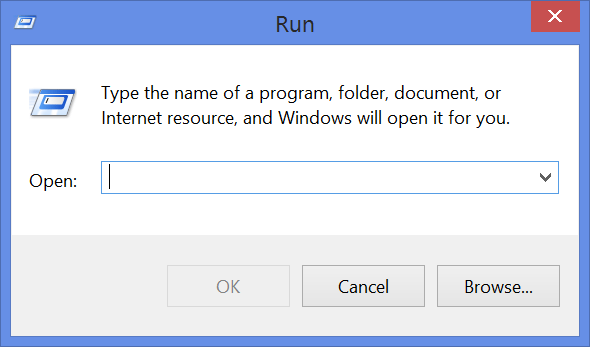 Run
Type the name of a program, folder, document, or
Internet resource, and Windows will open it for you.
Open:
OK Cancel Browse...